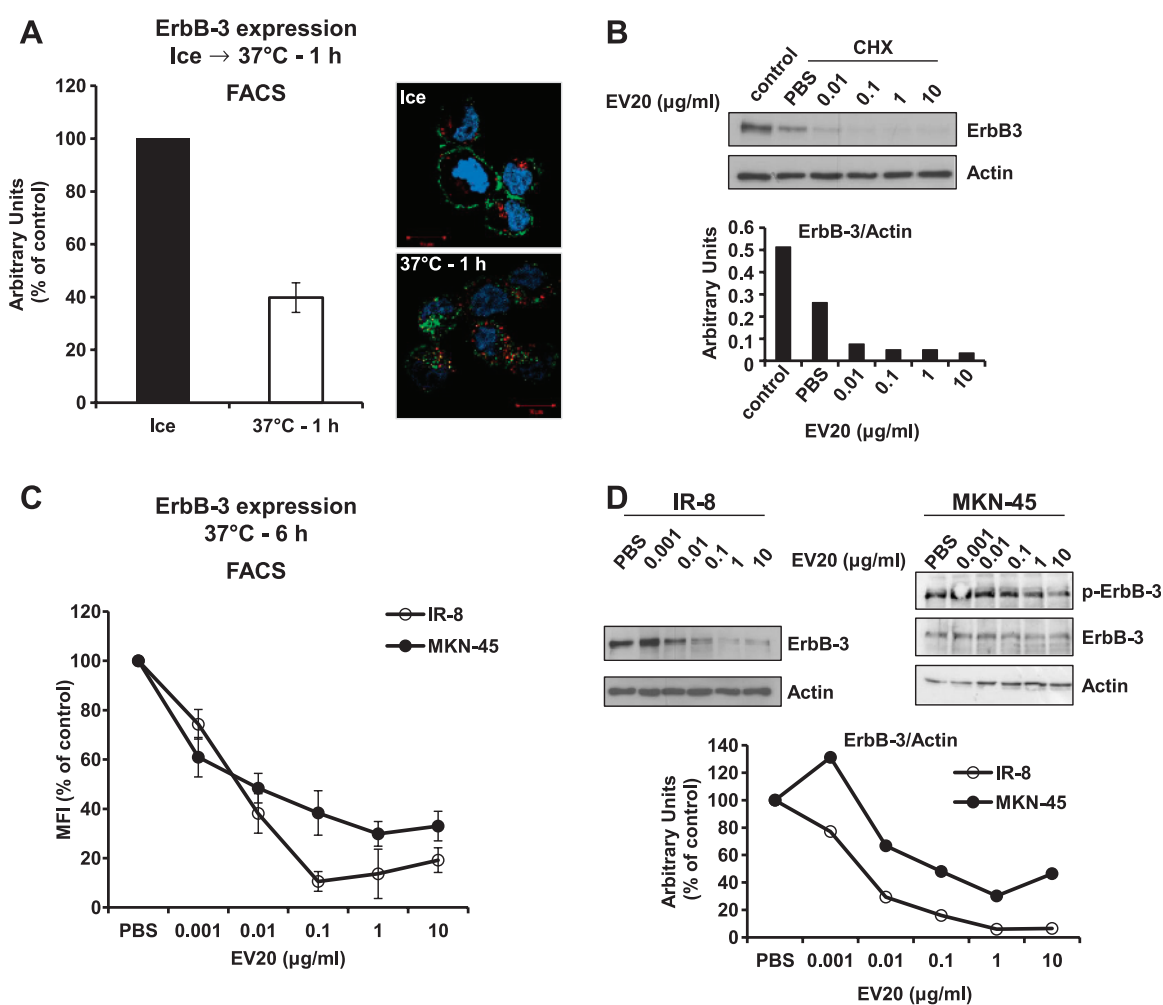 A
ErbB-3 expression
Ice → 37°C - 1 h
FACS
Arbitrary Units
(% of control)
120
100
80
60
40
20
0
Ice
37°C - 1 h
Ice
37°C - 1 h
B
CHX
EV20 (µg/ml)
control
PBS
0.01
0.1
1
10
ErbB3
Actin
ErbB-3/Actin
Arbitrary Units
0.6
0.5
0.4
0.3
0.2
0.1
0
control
PBS
0.01
0.1
1
10
EV20 (µg/ml)
C
ErbB-3 expression
37°C - 6 h
FACS
IR-8
MKN-45
MFI (% of control)
120
100
80
60
40
20
0
PBS 0.001 0.01 0.1 1 10
EV20 (µg/ml)
D
IR-8
MKN-45
PBS
0.001
0.01
0.1
1
10
EV20 (µg/ml)
PBS
0.001
0.01
0.1
1
10
p-ErbB-3
ErbB-3
ErbB-3
Actin
Actin
ErbB-3/Actin
IR-8
MKN-45
Arbitrary Units
(% of control)
140
120
100
80
60
40
20
0
PBS 0.001 0.01 0.1 1 10
EV20 (µg/ml)